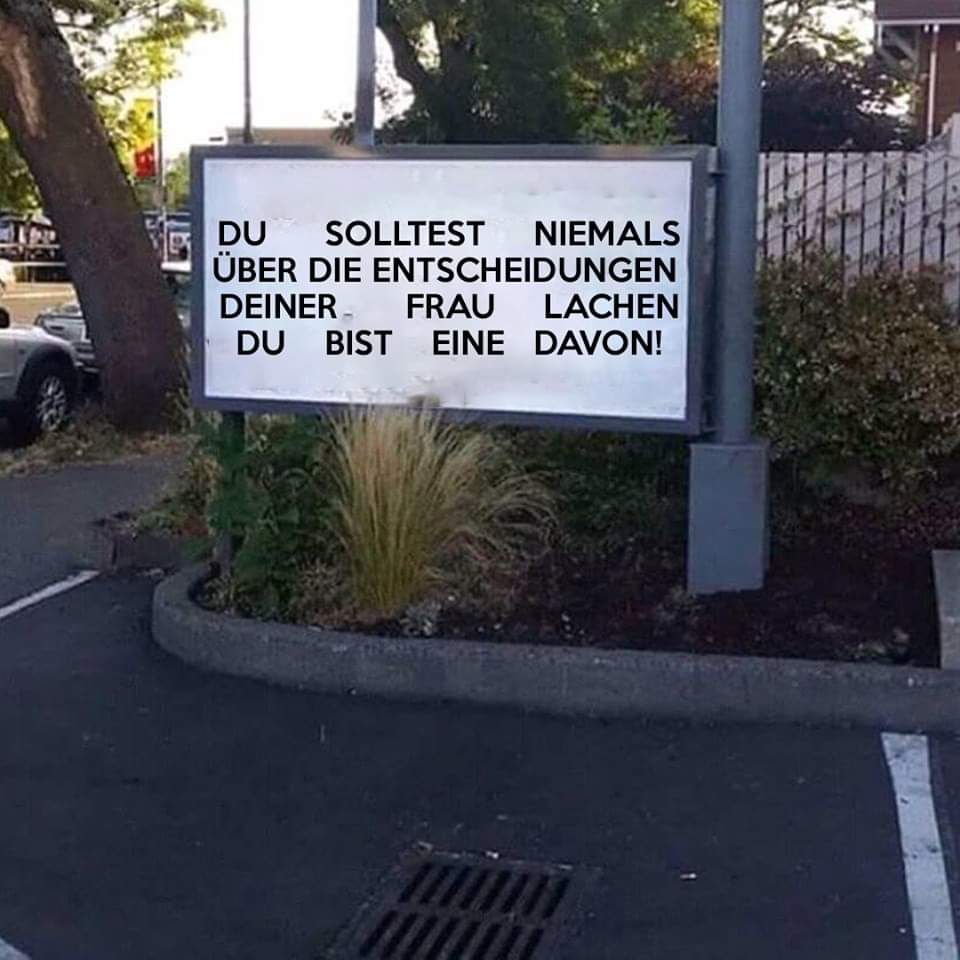 DU SOLLTEST NIEMALS
ÜBER DIE ENTSCHEIDUNGEN
DEINER FRAU LACHEN
DU BIST EINE DAVON!